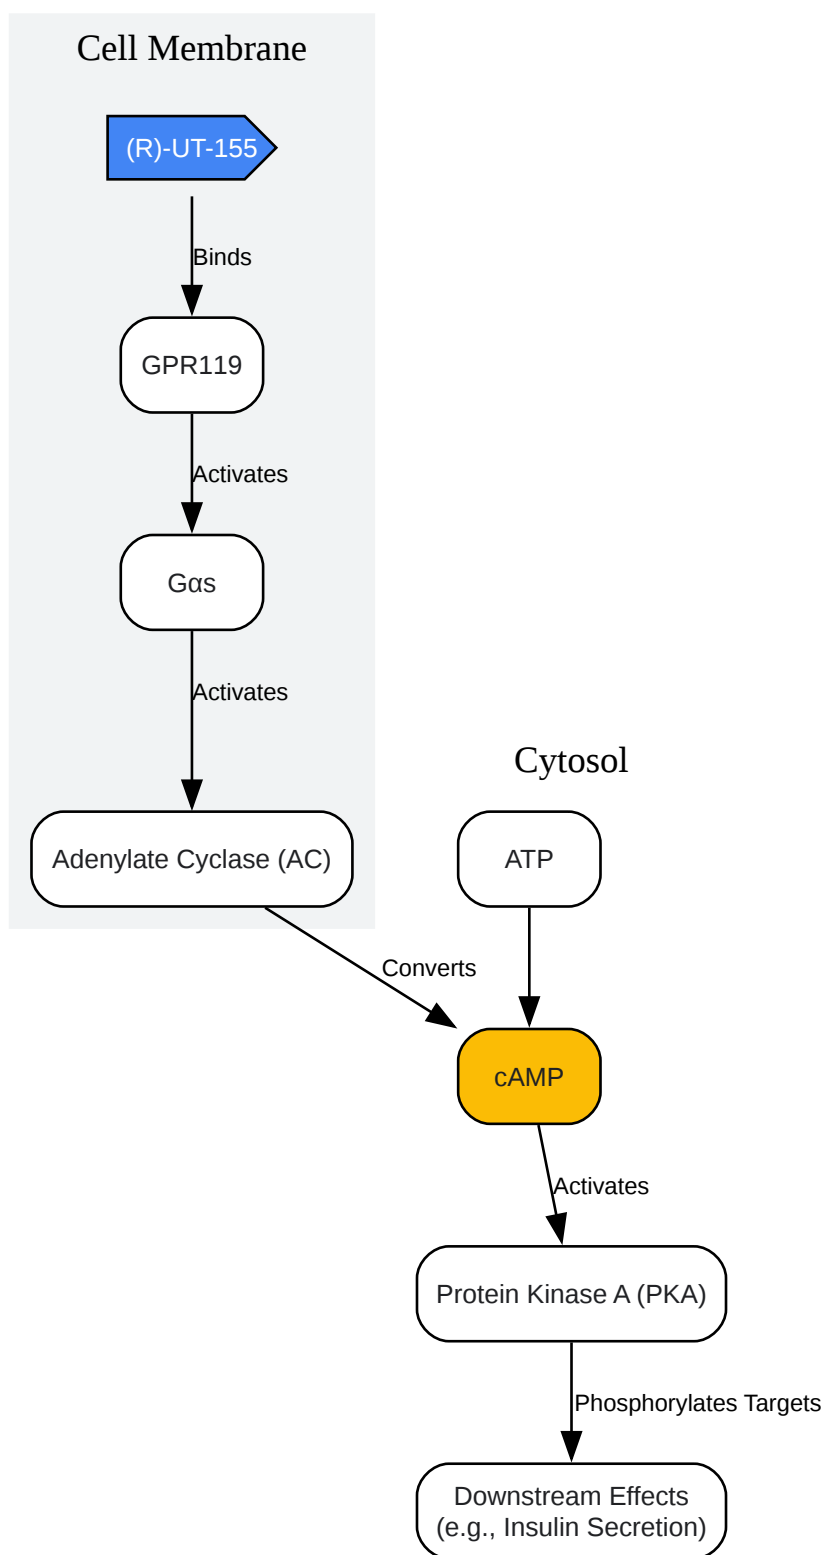 Cell Membrane
(R)-UT-155
Binds
GPR119
Activates
Gαs
Activates
Adenylate Cyclase (AC)
Cytosol
ATP
Converts
cAMP
Activates
Protein Kinase A (PKA)
Phosphorylates Targets
Downstream Effects
(e.g., Insulin Secretion)